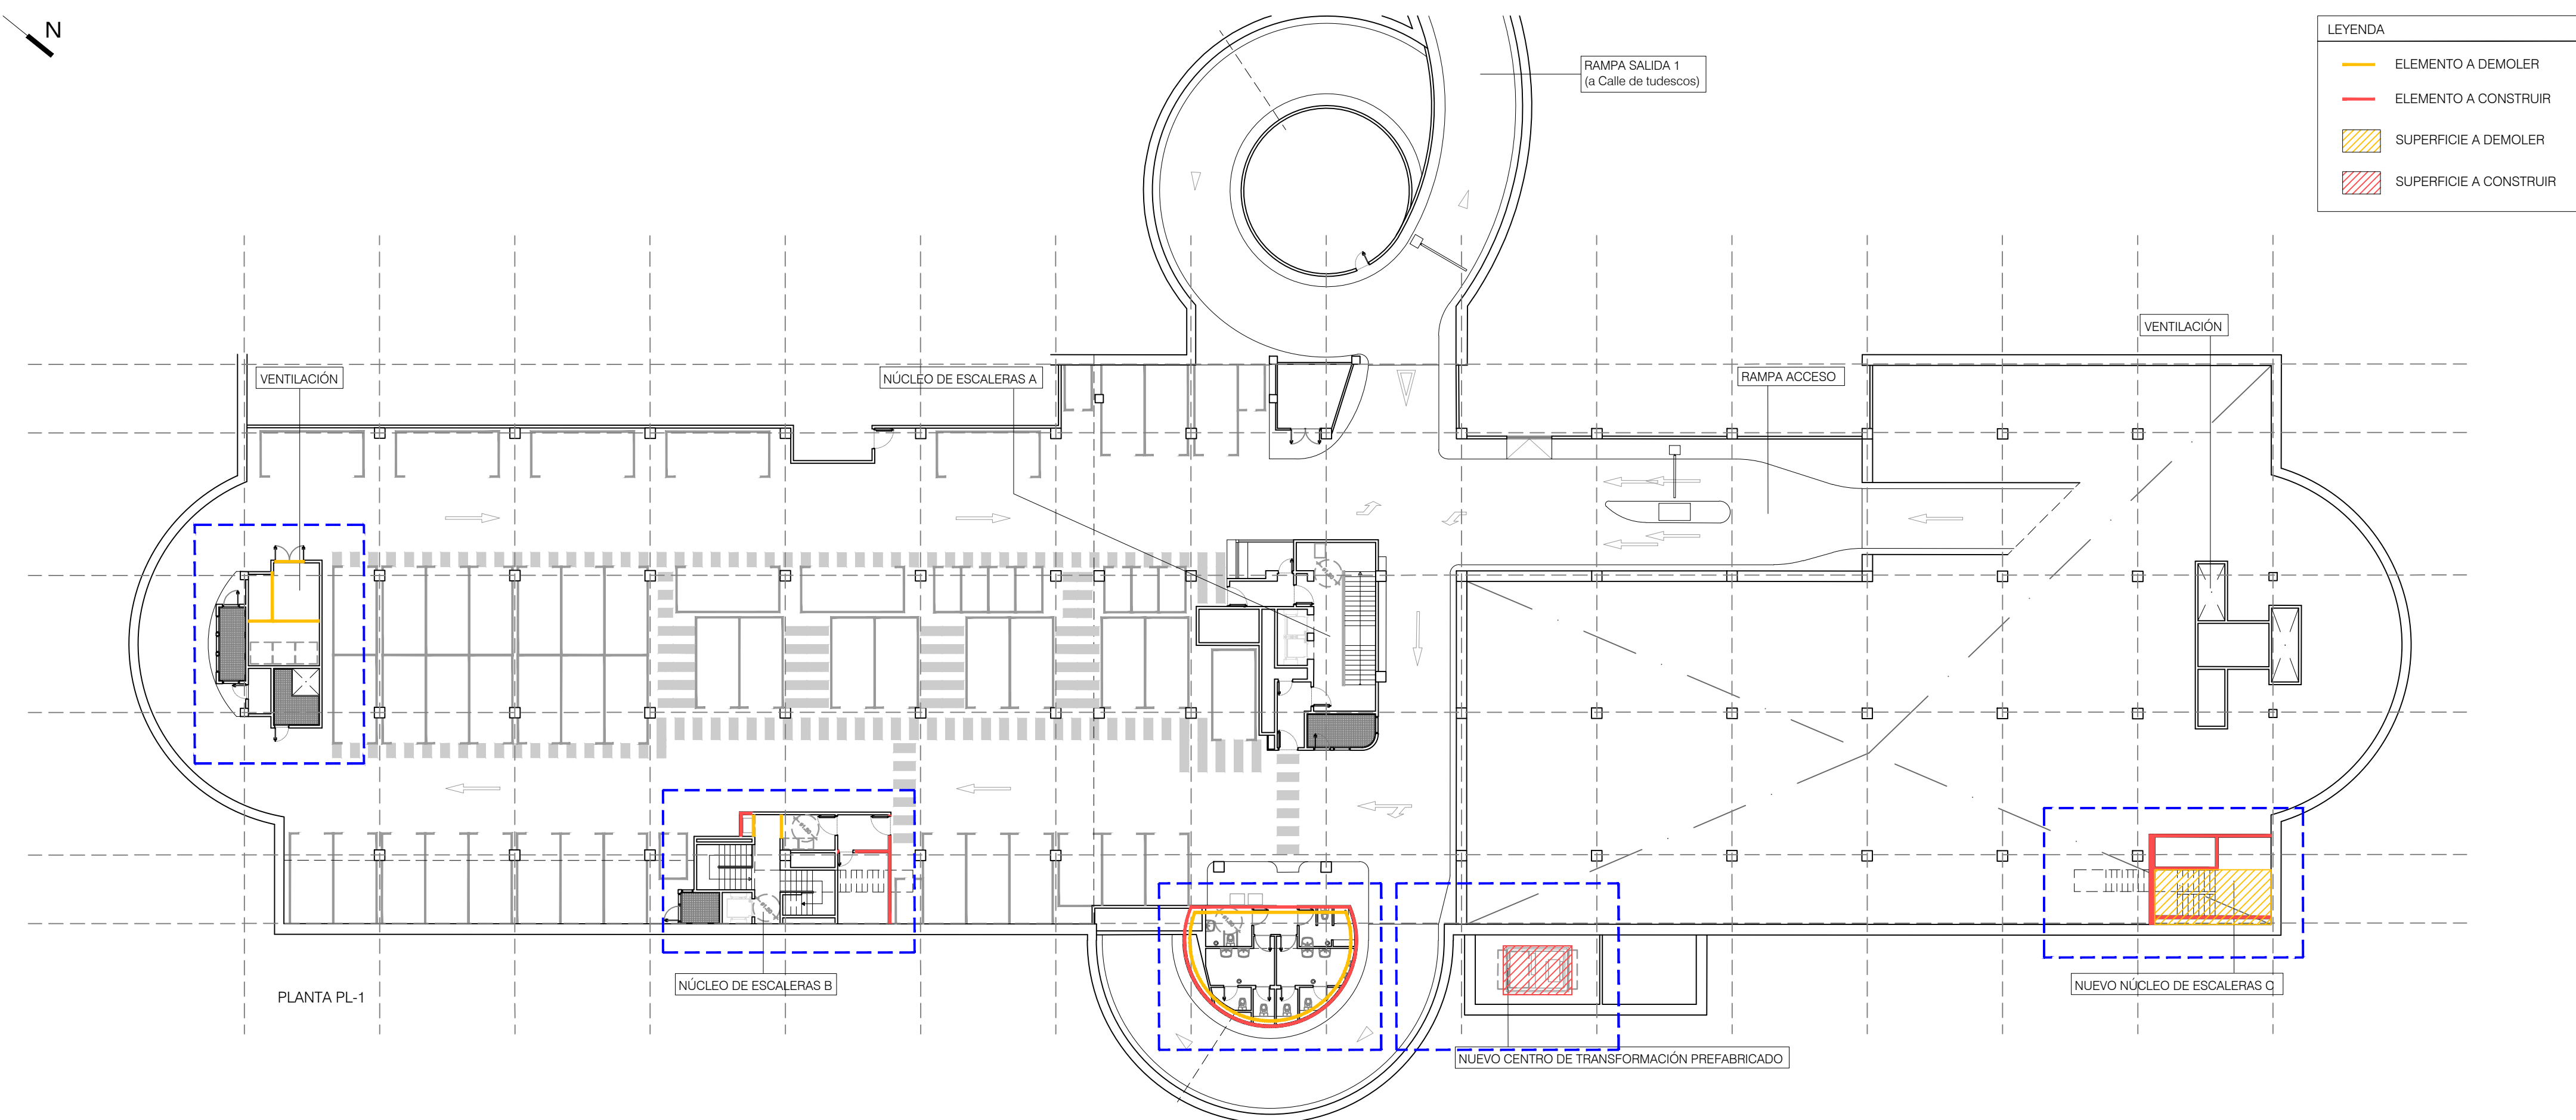 N
LEYENDA
ELEMENTO A DEMOLER
ELEMENTO A CONSTRUIR
SUPERFICIE A DEMOLER
SUPERFICIE A CONSTRUIR
RAMPA SALIDA 1
(a Calle de tudescos)
VENTILACIÓN
VENTILACIÓN
NÚCLEO DE ESCALERAS A
RAMPA ACCESO
NÚCLEO DE ESCALERAS B
PLANTA PL-1
NUEVO NÚCLEO DE ESCALERAS C
NUEVO CENTRO DE TRANSFORMACIÓN PREFABRICADO